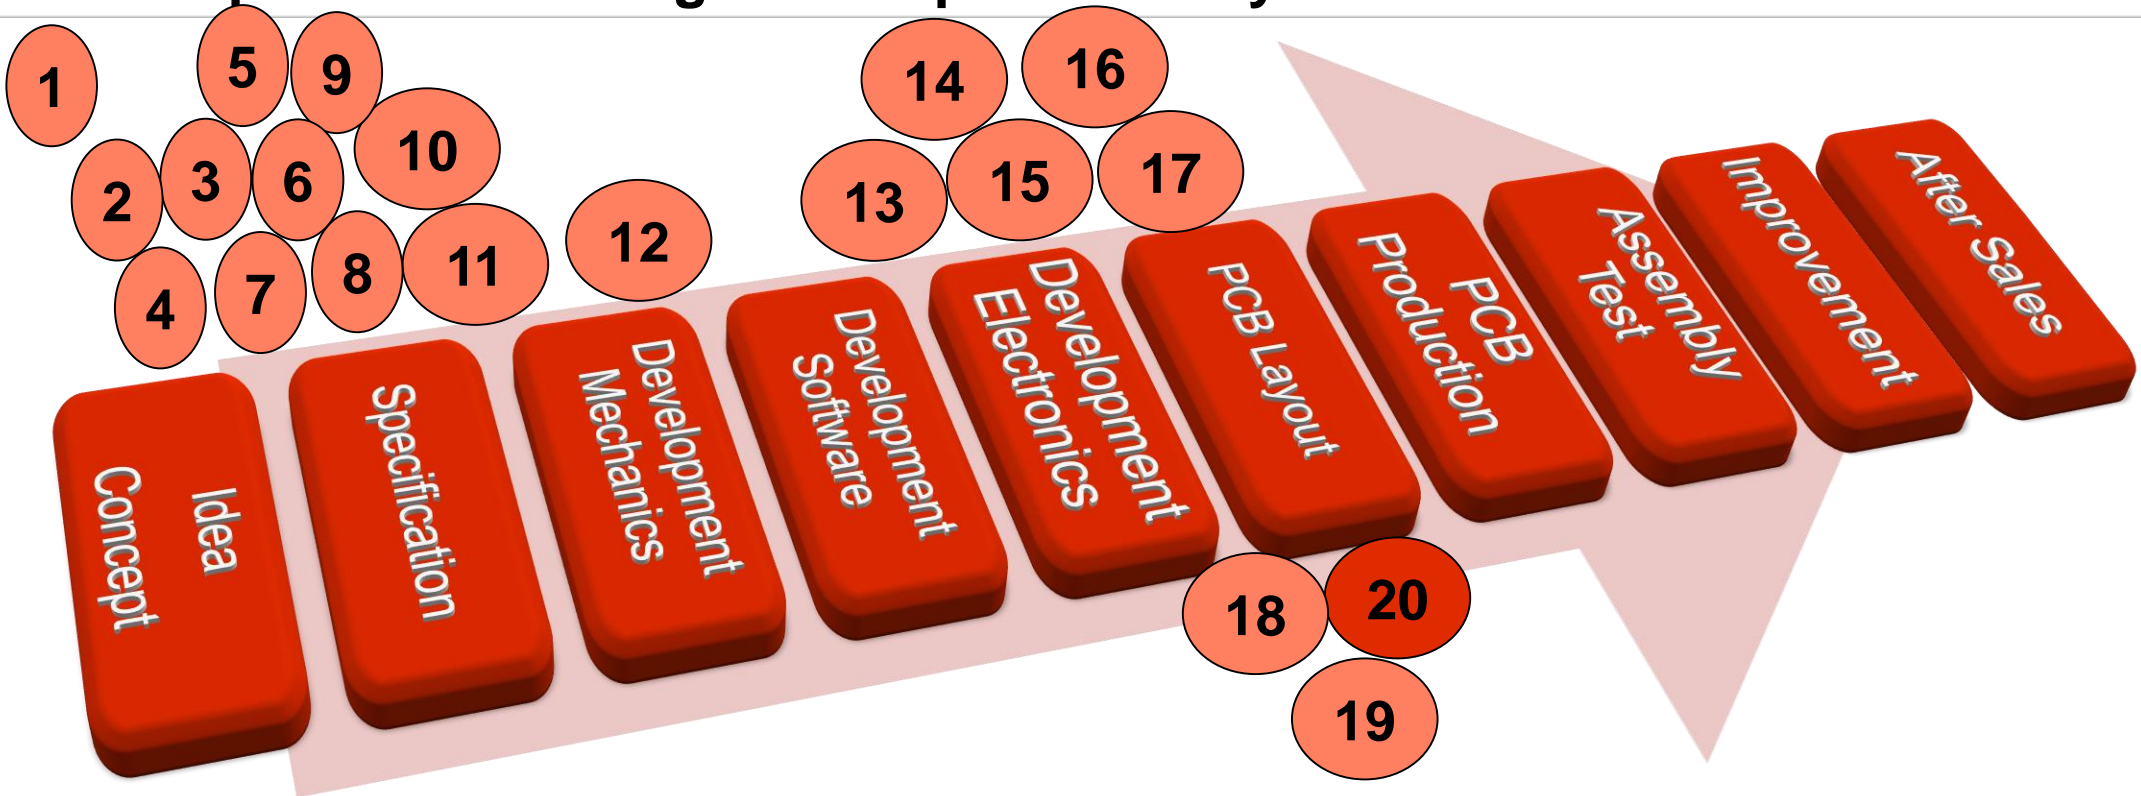 1
5
9
14
16
2
3
6
10
13
15
17
4
7
8
11
12
Idea
Concept
Specification
Development
Mechanics
Development
Software
Development
Electronics
PCB Layout
PCB
Production
Assembly
Test
Improvement
After Sales
18
20
19